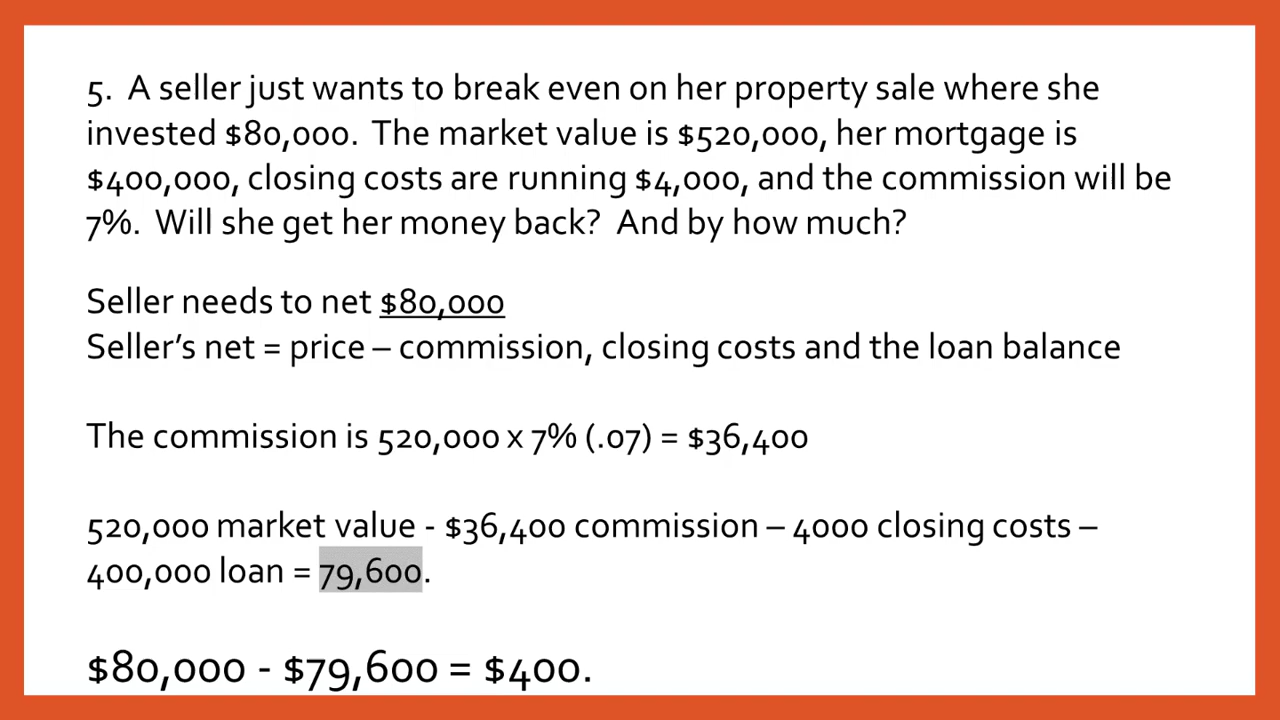 5.  A seller just wants to break even on her property sale where she
invested $80,000.  The market value is $520,000, her mortgage is
$400,000, closing costs are running $4,000, and the commission will be
7%.  Will she get her money back?  And by how much?
Seller needs to net $80,000
Seller’s net = price – commission, closing costs and the loan balance
The commission is 520,000 x 7% (.07) = $36,400
520,000 market value - $36,400 commission – 4000 closing costs –
400,000 loan = 79,600.
$80,000 - $79,600 = $400.